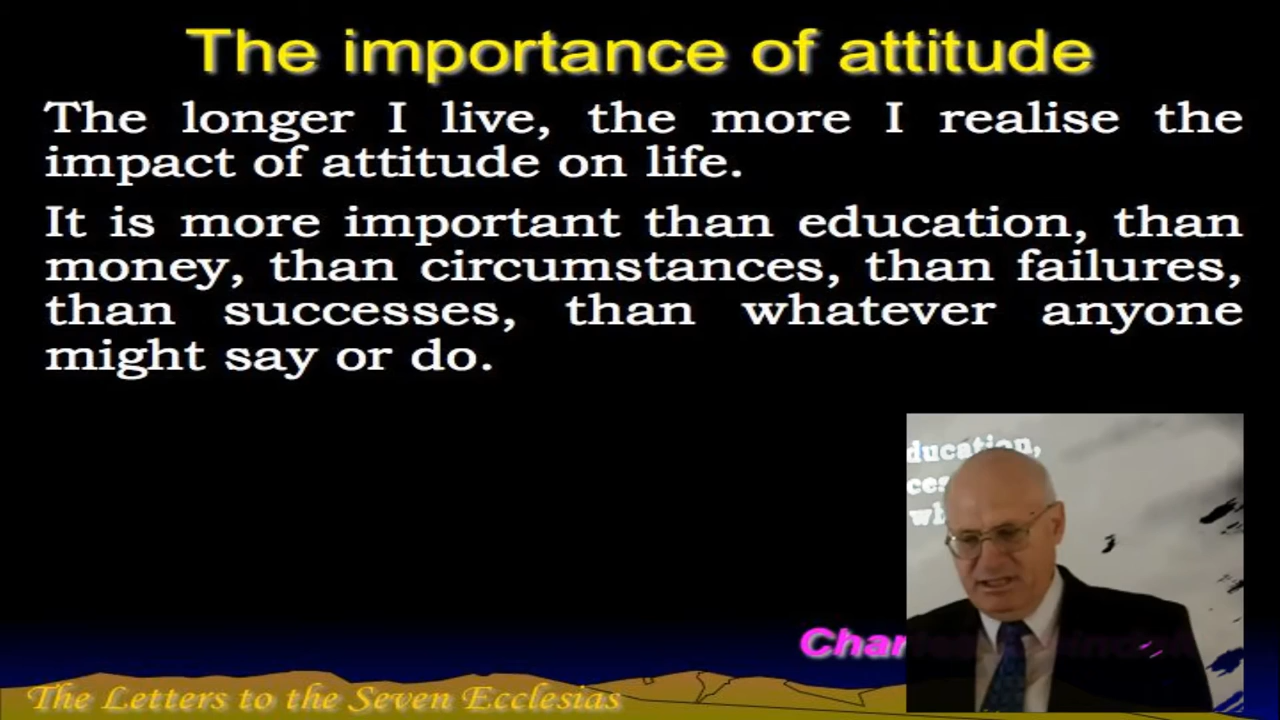 The importance of attitude
The longer I live, the more I realise the
impact of attitude on life.
It is more important than education, than
money, than circumstances, than failures,
than successes, than whatever anyone
might say or do.
ducation,
The Letters to the Seven Ecclesias